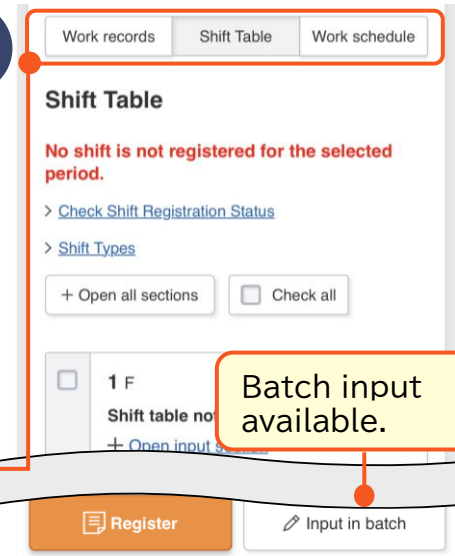 Work records Shift Table Work schedule
Shift Table
No shift is not registered for the selected
period.
> Check Shift Registration Status
> Shift Types
+ Open all sections Check all
1 F
Shift table not
+ Open input section
Batch input
available.
Register Input in batch